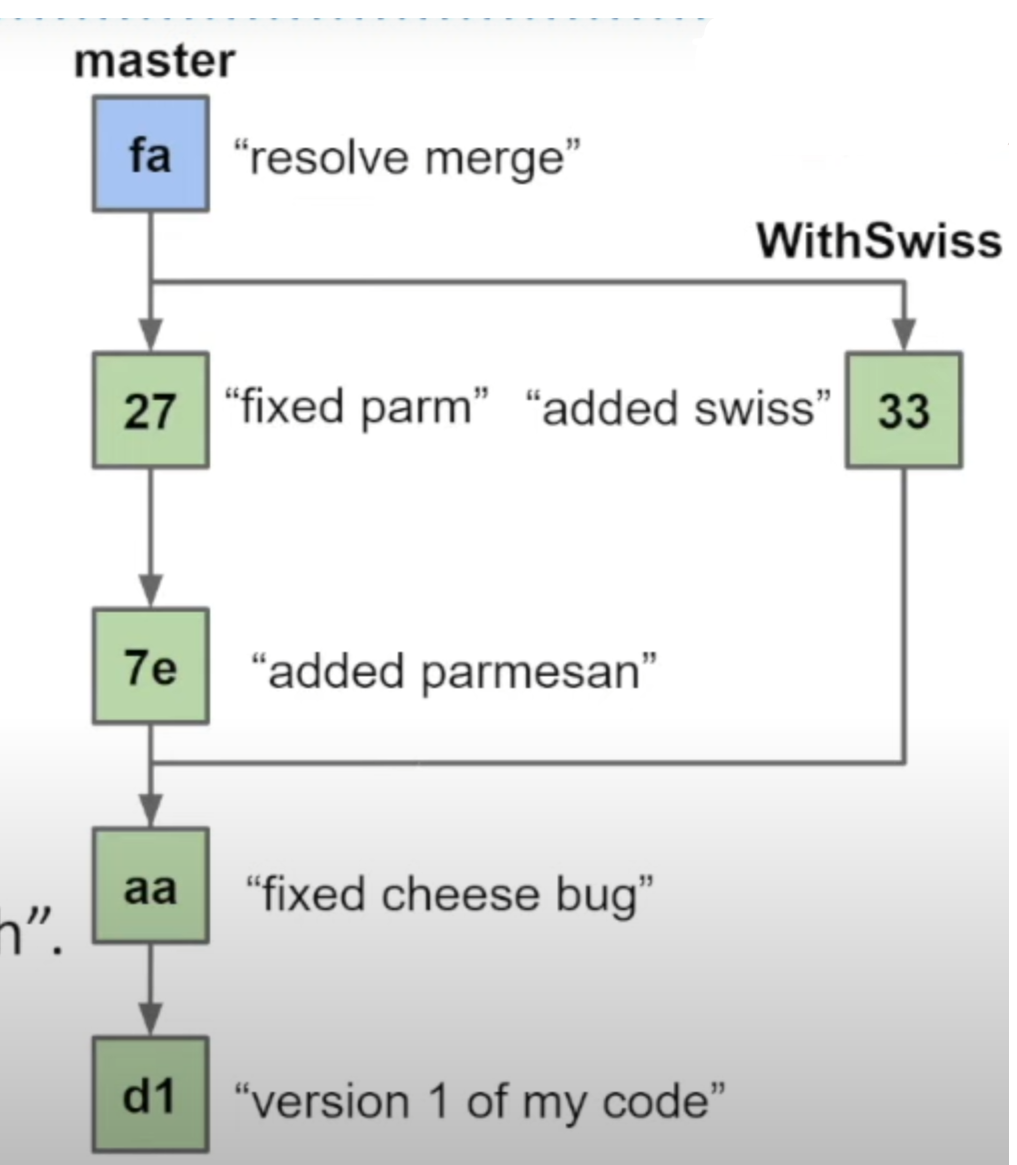 master
fa “resolve merge”
WithSwiss
27 “fixed parm” “added swiss” 33
7e “added parmesan”
aa “fixed cheese bug”
h”.
d1 “version 1 of my code”